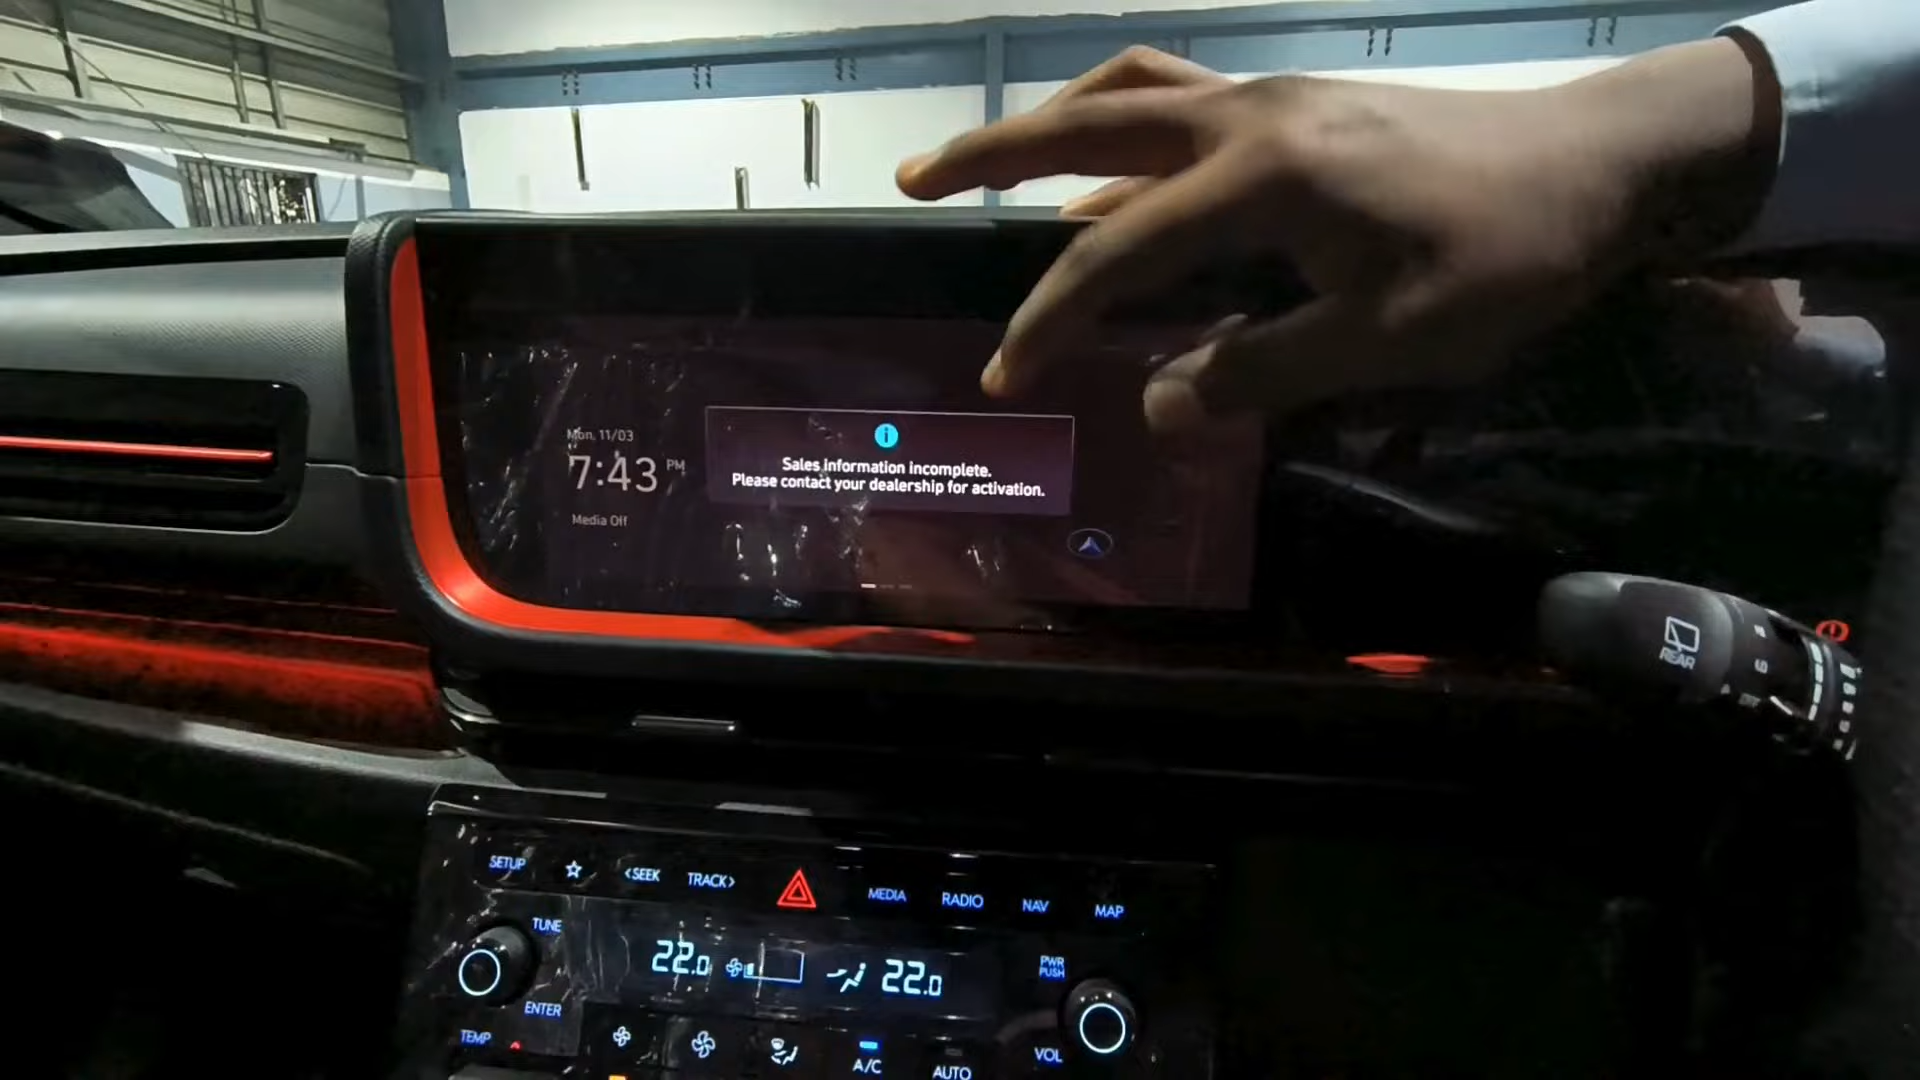 Mon, 11/03
7:43 PM
Media Off
Sales information incomplete.
Please contact your dealership for activation.
REAR
OFF
SETUP
<SEEK
TRACK>
MEDIA
RADIO
NAV
MAP
TUNE
22.0
22.0
PWR
PUSH
ENTER
TEMP
A/C
AUTO
VOL